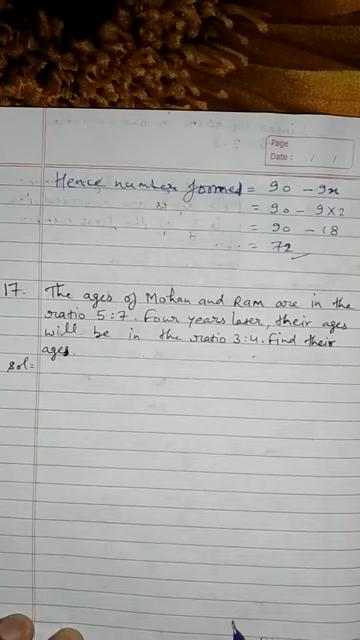 Page
Date : / /
Hence number formed = 90 - 9x
= 90 - 9×2
= 90 - 18
= 72
17. The ages of Mohan and Ram are in the
ratio 5:7. Four years later, their ages
will be in the ratio 3:4. Find their
ages.
Sol=